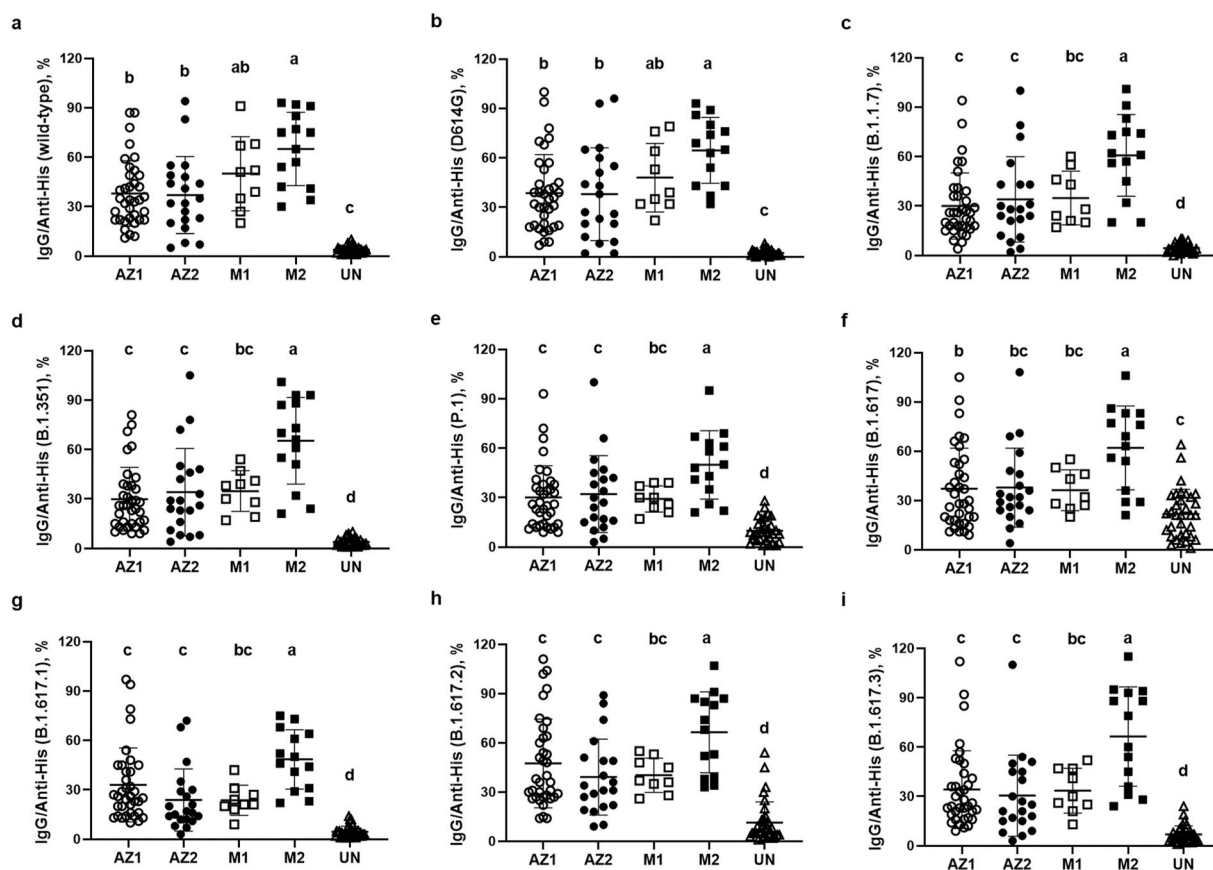 a
IgG/Anti-His (wild-type), %
120
90
60
30
0
b b ab a c
AZ1 AZ2 M1 M2 UN
b
IgG/Anti-His (D614G), %
120
90
60
30
0
b b ab a c
AZ1 AZ2 M1 M2 UN
c
IgG/Anti-His (B.1.1.7), %
120
90
60
30
0
c c bc a d
AZ1 AZ2 M1 M2 UN
d
IgG/Anti-His (B.1.351), %
120
90
60
30
0
c c bc a d
AZ1 AZ2 M1 M2 UN
e
IgG/Anti-His (P.1), %
120
90
60
30
0
c c bc a d
AZ1 AZ2 M1 M2 UN
f
IgG/Anti-His (B.1.617), %
120
90
60
30
0
b bc bc a c
AZ1 AZ2 M1 M2 UN
g
IgG/Anti-His (B.1.617.1), %
120
90
60
30
0
c c bc a d
AZ1 AZ2 M1 M2 UN
h
IgG/Anti-His (B.1.617.2), %
120
90
60
30
0
c c bc a d
AZ1 AZ2 M1 M2 UN
i
IgG/Anti-His (B.1.617.3), %
120
90
60
30
0
c c bc a d
AZ1 AZ2 M1 M2 UN